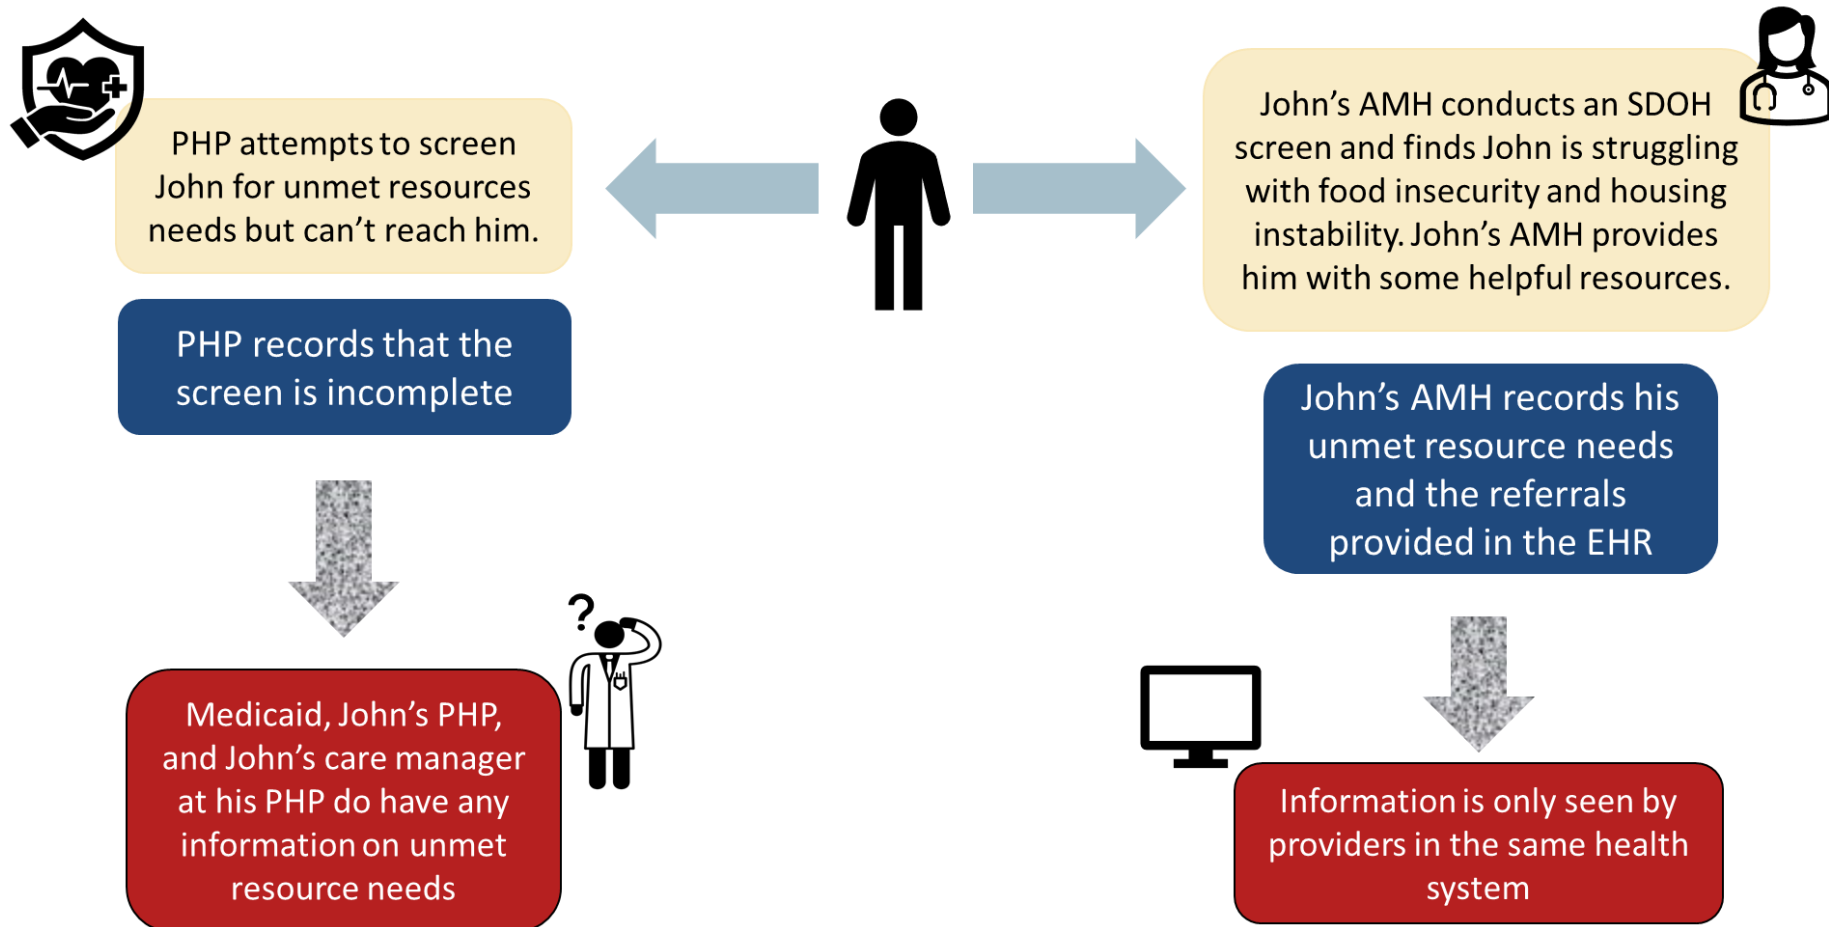 PHP attempts to screen
John for unmet resources
needs but can’t reach him.
PHP records that the
screen is incomplete
?
Medicaid, John’s PHP,
and John’s care manager
at his PHP do have any
information on unmet
resource needs
John’s AMH conducts an SDOH
screen and finds John is struggling
with food insecurity and housing
instability. John’s AMH provides
him with some helpful resources.
John’s AMH records his
unmet resource needs
and the referrals
provided in the EHR
Information is only seen by
providers in the same health
system